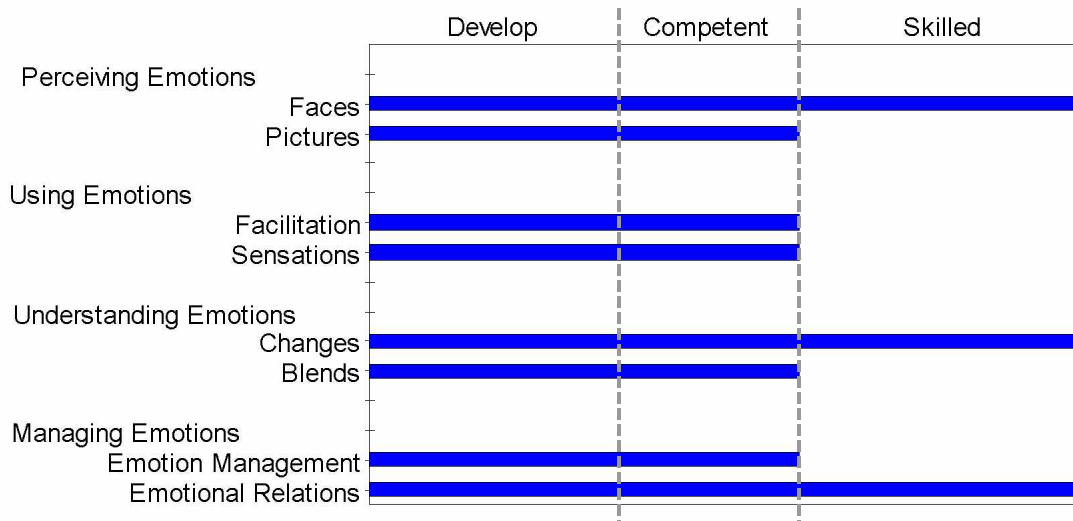 Develop Competent Skilled
Perceiving Emotions
Faces
Pictures
Using Emotions
Facilitation
Sensations
Understanding Emotions
Changes
Blends
Managing Emotions
Emotion Management
Emotional Relations